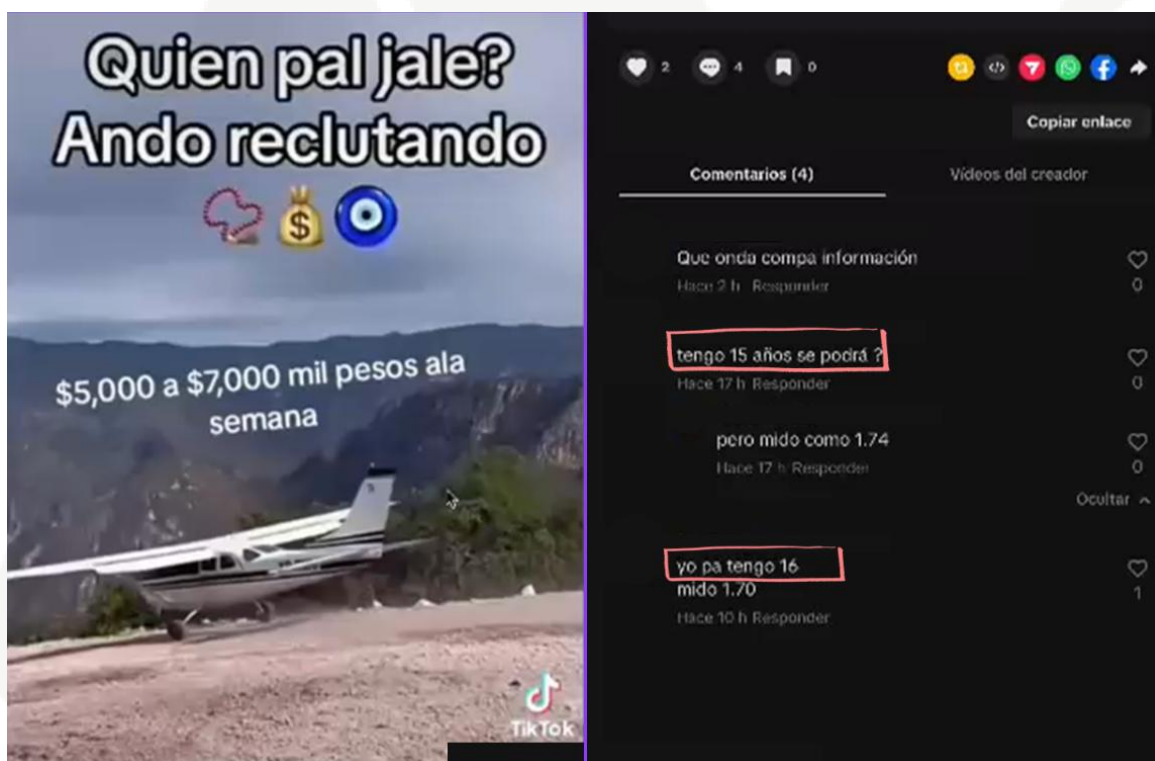 Quien pal jale?
Ando reclutando
$5,000 a $7,000 mil pesos ala
semana
TikTok
2
4
0
Copiar enlace
Comentarios (4)
Vídeos del creador
Que onda compa información
Hace 2 h Responder
0
tengo 15 años se podrá ?
Hace 17 h Responder
0
pero mido como 1.74
Hace 17 h Responder
0
Ocultar
yo pa tengo 16
mido 1.70
Hace 10 h Responder
1